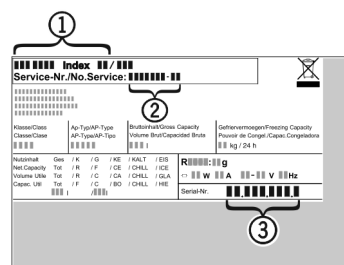 1
Index /
Service-Nr./No.Service: -
2
Klasse/Class
Classe/Clase
Ap-Typ/AP-Type
AP-Type/AP-Tipo
Bruttoinhalt/Gross Capacity
Volume Brut/Capacidad Bruta
l
Gefriervermoegen/Freezing Capacity
Pouvoir de Congel./Capac.Congeladora
kg / 24 h
Nutzinhalt Ges / K / G / KE / KALT / EIS
Net.Capacity Tot / R / F / CE / CHILL / ICE
Volume Utile Tot / R / C / CA / CHILL / GLA
Capac. Util Tot / F / C / BO / CHILL / HIE
l / l
R : g
W A - V Hz
Serial-Nr. . . .
3